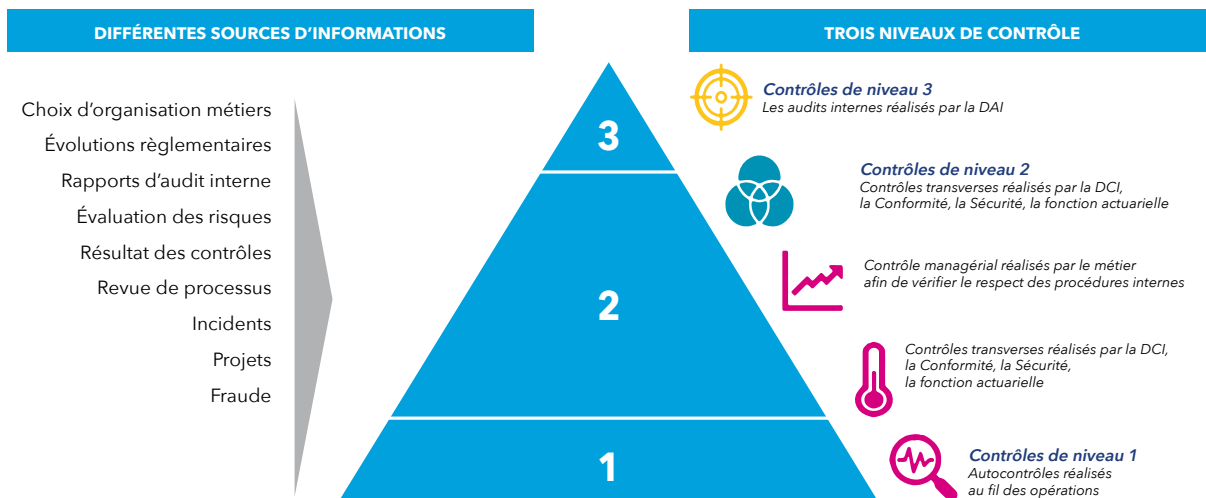 DIFFÉRENTES SOURCES D’INFORMATIONS
Choix d’organisation métiers
Évolutions règlementaires
Rapports d’audit interne
Évaluation des risques
Résultat des contrôles
Revue de processus
Incidents
Projets
Fraude
3
2
1
TROIS NIVEAUX DE CONTRÔLE
Contrôles de niveau 3
Les audits internes réalisés par la DAI
Contrôles de niveau 2
Contrôles transverses réalisés par la DCI,
la Conformité, la Sécurité, la fonction actuarielle
Contrôle managérial réalisés par le métier
afin de vérifier le respect des procédures internes
Contrôles transverses réalisés par la DCI,
la Conformité, la Sécurité,
la fonction actuarielle
Contrôles de niveau 1
Autocontrôles réalisés
au fil des opérations